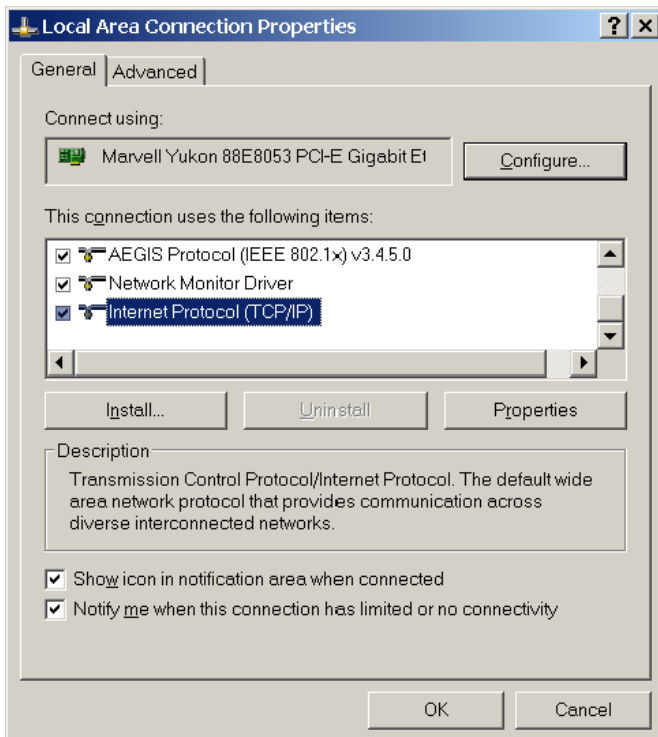 Local Area Connection Properties
General
Advanced
Connect using:
Marvell Yukon 88E8053 PCI-E Gigabit Et
Configure...
This connection uses the following items:
AEGIS Protocol (IEEE 802.1x) v3.4.5.0
Network Monitor Driver
Internet Protocol (TCP/IP)
Install...
Uninstall
Properties
Description
Transmission Control Protocol/Internet Protocol. The default wide
area network protocol that provides communication across
diverse interconnected networks.
Show icon in notification area when connected
Notify me when this connection has limited or no connectivity
OK
Cancel